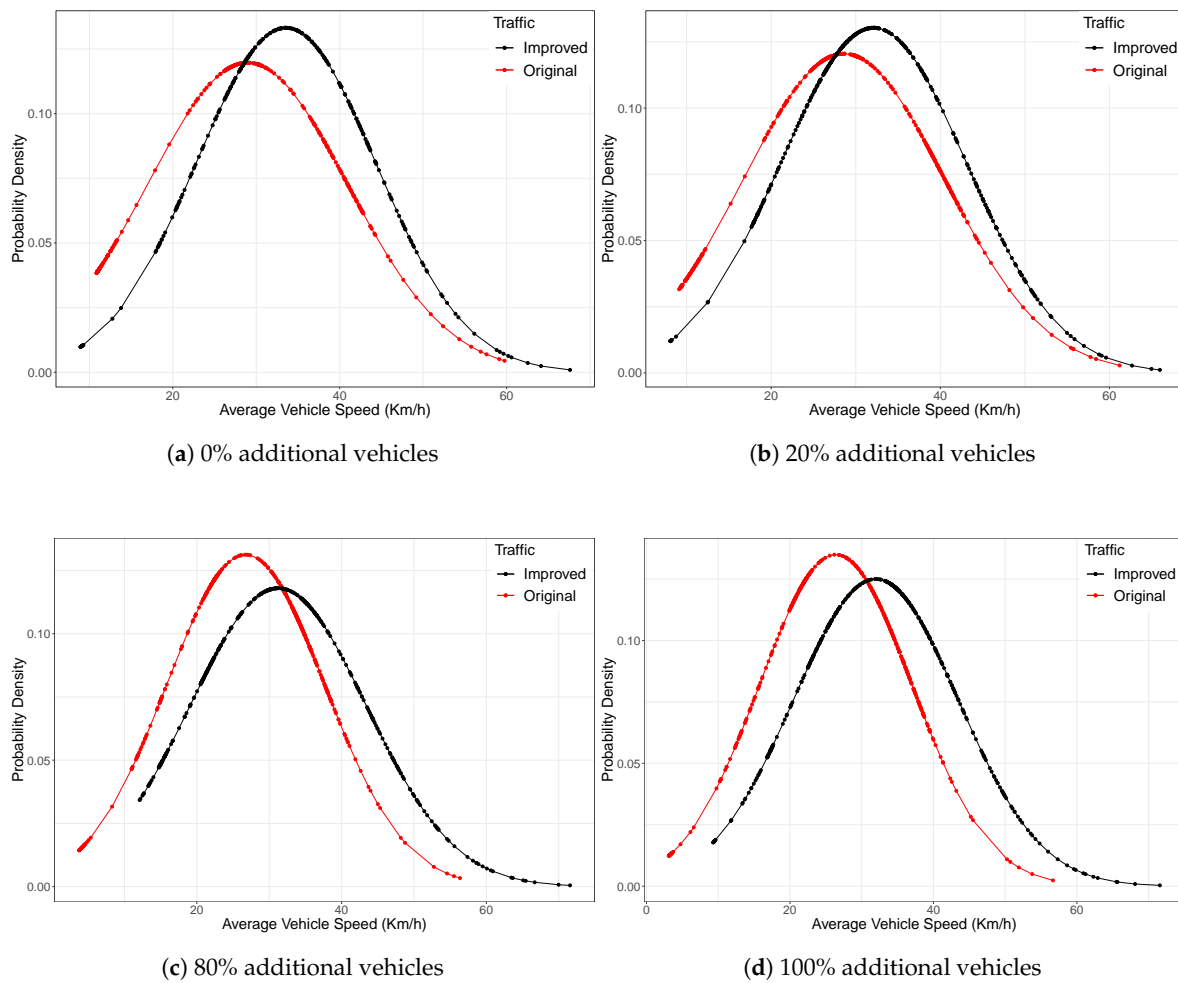 Traffic
Improved
Original
Probability Density
0.10
0.05
0.00
20 40 60
Average Vehicle Speed (Km/h)
(a) 0% additional vehicles
Traffic
Improved
Original
Probability Density
0.10
0.05
0.00
20 40 60
Average Vehicle Speed (Km/h)
(b) 20% additional vehicles
Traffic
Improved
Original
Probability Density
0.10
0.05
0.00
20 40 60
Average Vehicle Speed (Km/h)
(c) 80% additional vehicles
Traffic
Improved
Original
Probability Density
0.10
0.05
0.00
0 20 40 60
Average Vehicle Speed (Km/h)
(d) 100% additional vehicles